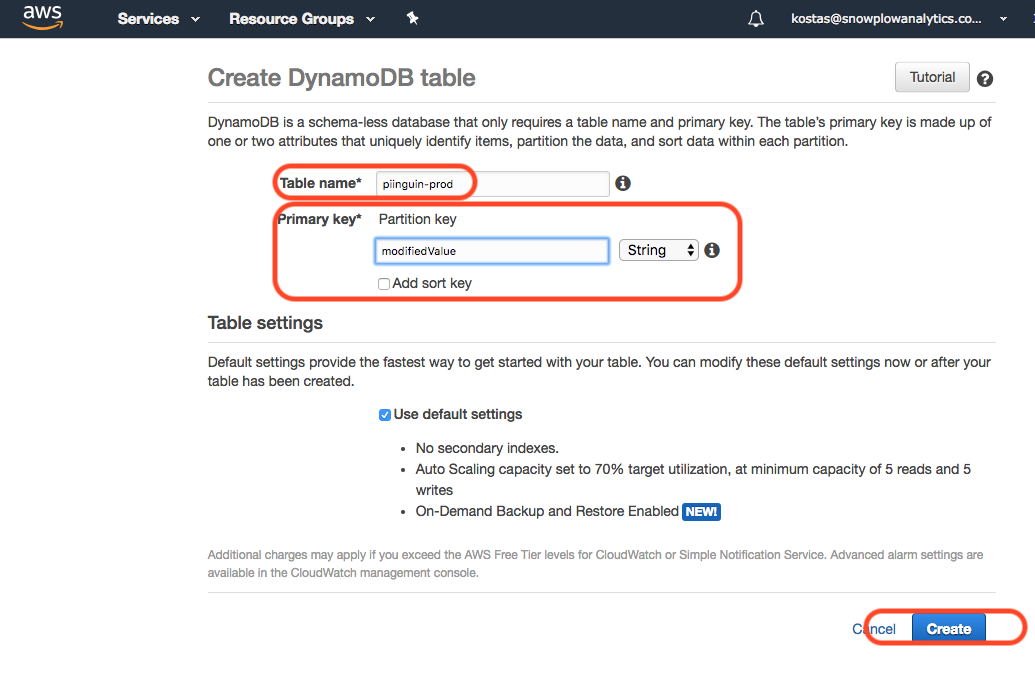 aws Services Resource Groups kostas@snowplowanalytics.co...
Create DynamoDB table Tutorial
DynamoDB is a schema-less database that only requires a table name and primary key. The table's primary key is made up of
one or two attributes that uniquely identify items, partition the data, and sort data within each partition.
Table name* piinguin-prod
Primary key* Partition key
modifiedValue String
Add sort key
Table settings
Default settings provide the fastest way to get started with your table. You can modify these default settings now or after your
table has been created.
Use default settings
• No secondary indexes.
• Auto Scaling capacity set to 70% target utilization, at minimum capacity of 5 reads and 5
writes
• On-Demand Backup and Restore Enabled NEW!
Additional charges may apply if you exceed the AWS Free Tier levels for CloudWatch or Simple Notification Service. Advanced alarm settings are
available in the CloudWatch management console.
Cancel Create